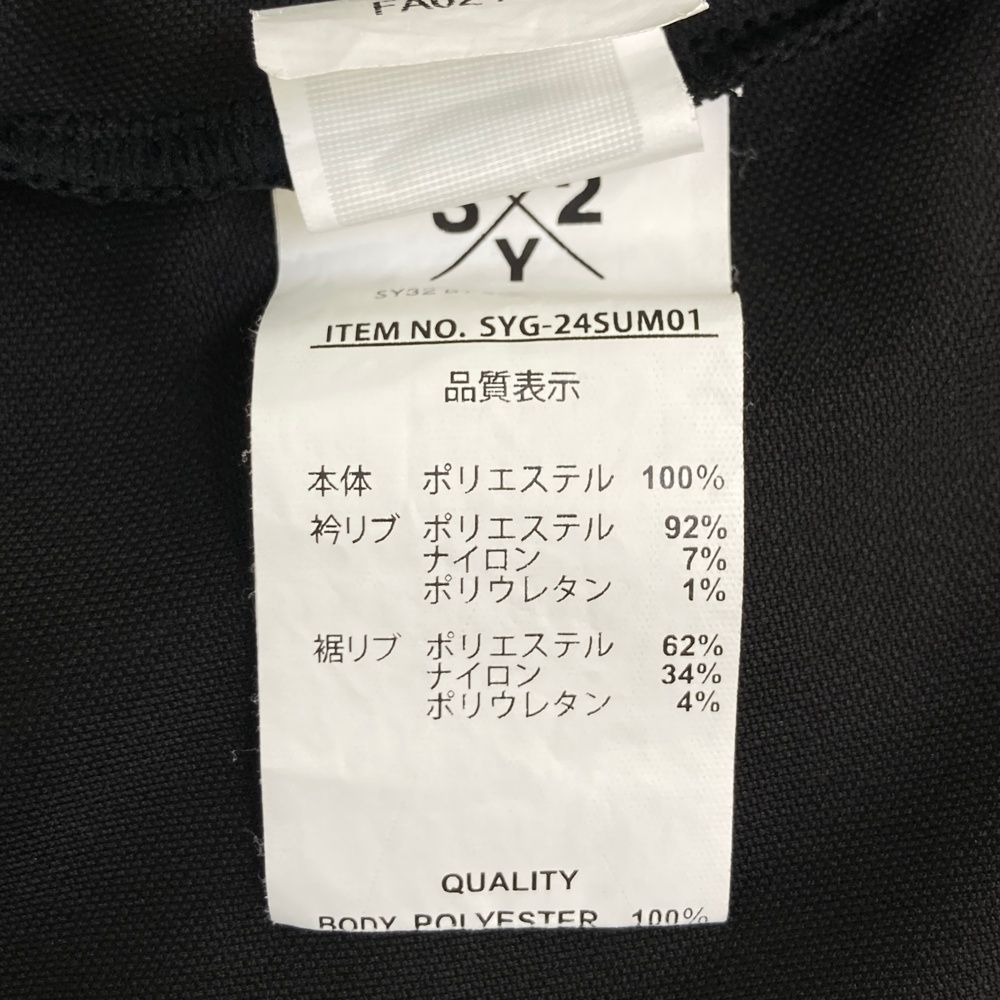 2
Y
SY32
ITEM NO. SYG-24SUM01
品質表示
本体 ポリエステル 100%
衿リブ ポリエステル 92%
ナイロン 7%
ポリウレタン 1%
裾リブ ポリエステル 62%
ナイロン 34%
ポリウレタン 4%
QUALITY
BODY POLYESTER 100%